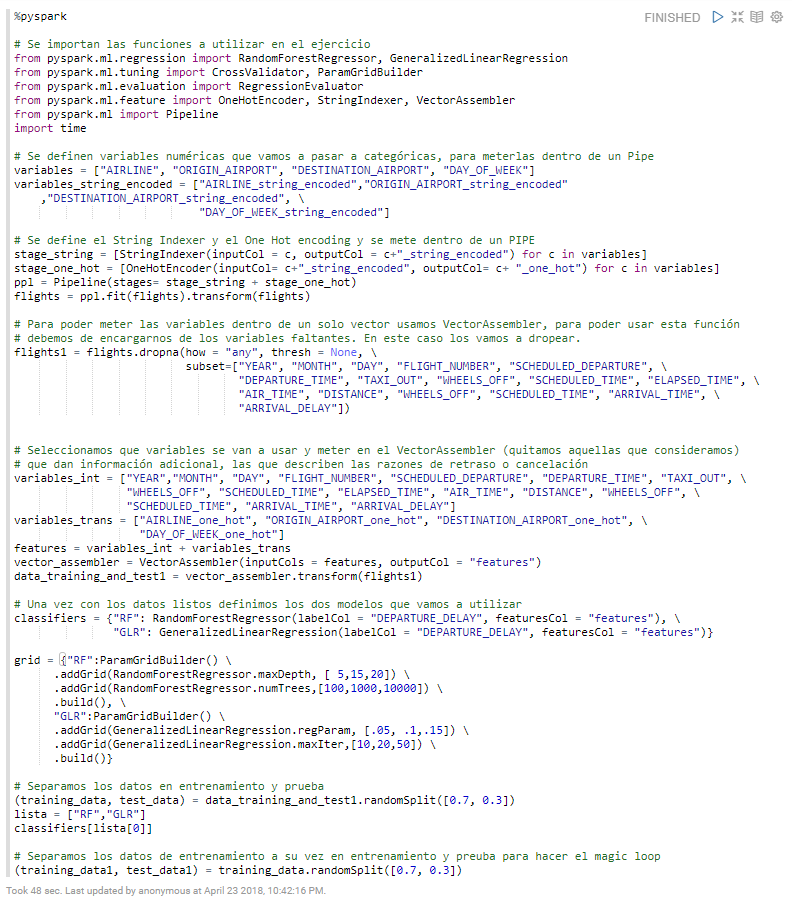 %pyspark
FINISHED
# Se importan las funciones a utilizar en el ejercicio
from pyspark.ml.regression import RandomForestRegressor, GeneralizedLinearRegression
from pyspark.ml.tuning import CrossValidator, ParamGridBuilder
from pyspark.ml.evaluation import RegressionEvaluator
from pyspark.ml.feature import OneHotEncoder, StringIndexer, VectorAssembler
from pyspark.ml import Pipeline
import time
# Se definen variables numéricas que vamos a pasar a categóricas, para meterlas dentro de un Pipe
variables = ["AIRLINE", "ORIGIN_AIRPORT", "DESTINATION_AIRPORT", "DAY_OF_WEEK"]
variables_string_encoded = ["AIRLINE_string_encoded","ORIGIN_AIRPORT_string_encoded"
,"DESTINATION_AIRPORT_string_encoded", \
"DAY_OF_WEEK_string_encoded"]
# Se define el String Indexer y el One Hot encoding y se mete dentro de un PIPE
stage_string = [StringIndexer(inputCol = c, outputCol = c+"_string_encoded") for c in variables]
stage_one_hot = [OneHotEncoder(inputCol= c+"_string_encoded", outputCol= c+ "_one_hot") for c in variables]
ppl = Pipeline(stages= stage_string + stage_one_hot)
flights = ppl.fit(flights).transform(flights)
# Para poder meter las variables dentro de un solo vector usamos VectorAssembler, para poder usar esta función
# debemos de encargarnos de los variables faltantes. En este caso los vamos a dropear.
flights1 = flights.dropna(how = "any", thresh = None, \
subset=["YEAR", "MONTH", "DAY", "FLIGHT_NUMBER", "SCHEDULED_DEPARTURE", \
"DEPARTURE_TIME", "TAXI_OUT", "WHEELS_OFF", "SCHEDULED_TIME", "ELAPSED_TIME", \
"AIR_TIME", "DISTANCE", "WHEELS_OFF", "SCHEDULED_TIME", "ARRIVAL_TIME", \
"ARRIVAL_DELAY"])
# Seleccionamos que variables se van a usar y meter en el VectorAssembler (quitamos aquellas que consideramos)
# que dan información adicional, las que describen las razones de retraso o cancelación
variables_int = ["YEAR","MONTH", "DAY", "FLIGHT_NUMBER", "SCHEDULED_DEPARTURE", "DEPARTURE_TIME", "TAXI_OUT", \
"WHEELS_OFF", "SCHEDULED_TIME", "ELAPSED_TIME", "AIR_TIME", "DISTANCE", "WHEELS_OFF", \
"SCHEDULED_TIME", "ARRIVAL_TIME", "ARRIVAL_DELAY"]
variables_trans = ["AIRLINE_one_hot", "ORIGIN_AIRPORT_one_hot", "DESTINATION_AIRPORT_one_hot", \
"DAY_OF_WEEK_one_hot"]
features = variables_int + variables_trans
vector_assembler = VectorAssembler(inputCols = features, outputCol = "features")
data_training_and_test1 = vector_assembler.transform(flights1)
# Una vez con los datos listos definimos los dos modelos que vamos a utilizar
classifiers = {"RF": RandomForestRegressor(labelCol = "DEPARTURE_DELAY", featuresCol = "features"), \
"GLR": GeneralizedLinearRegression(labelCol = "DEPARTURE_DELAY", featuresCol = "features")}
grid = {"RF":ParamGridBuilder() \
.addGrid(RandomForestRegressor.maxDepth, [ 5,15,20]) \
.addGrid(RandomForestRegressor.numTrees,[100,1000,10000]) \
.build(), \
"GLR":ParamGridBuilder() \
.addGrid(GeneralizedLinearRegression.regParam, [.05, .1,.15]) \
.addGrid(GeneralizedLinearRegression.maxIter,[10,20,50]) \
.build()}
# Separamos los datos en entrenamiento y prueba
(training_data, test_data) = data_training_and_test1.randomSplit([0.7, 0.3])
lista = ["RF","GLR"]
classifiers[lista[0]]
# Separamos los datos de entrenamiento a su vez en entrenamiento y preuba para hacer el magic loop
(training_data1, test_data1) = training_data.randomSplit([0.7, 0.3])
Took 48 sec. Last updated by anonymous at April 23 2018, 10:42:16 PM.